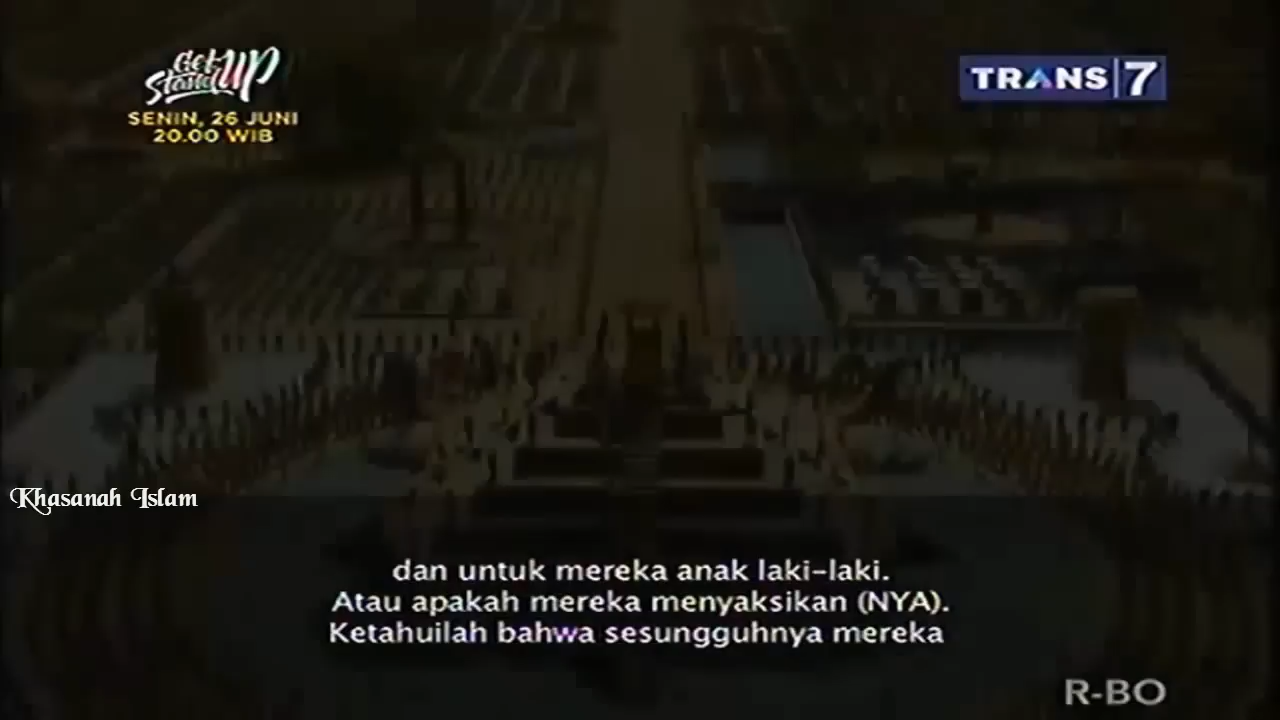 Get
Stand UP
SENIN, 26 JUNI
20.00 WIB
TRANS|7
Khasanah Islam
dan untuk mereka anak laki-laki.
Atau apakah mereka menyaksikan (NYA).
Ketahuilah bahwa sesungguhnya mereka
R-BO